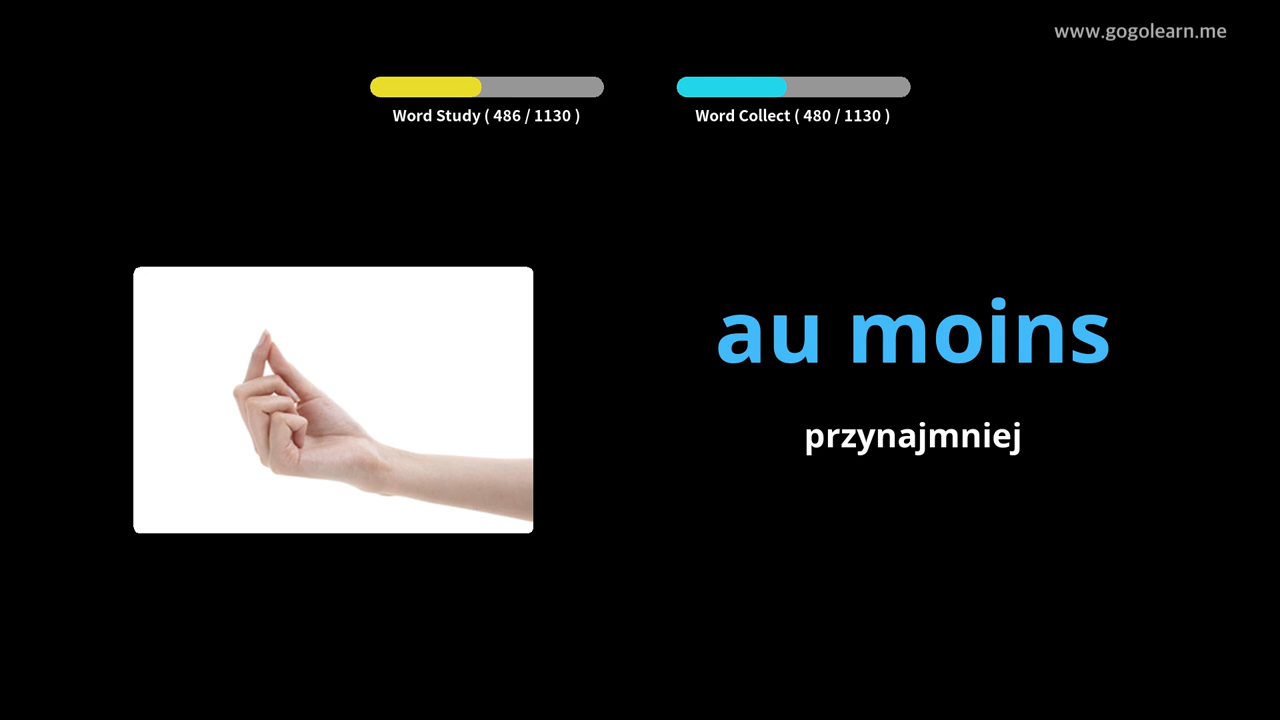 www.gogolearn.me
Word Study ( 486 / 1130 )
Word Collect ( 480 / 1130 )
au moins
przynajmniej